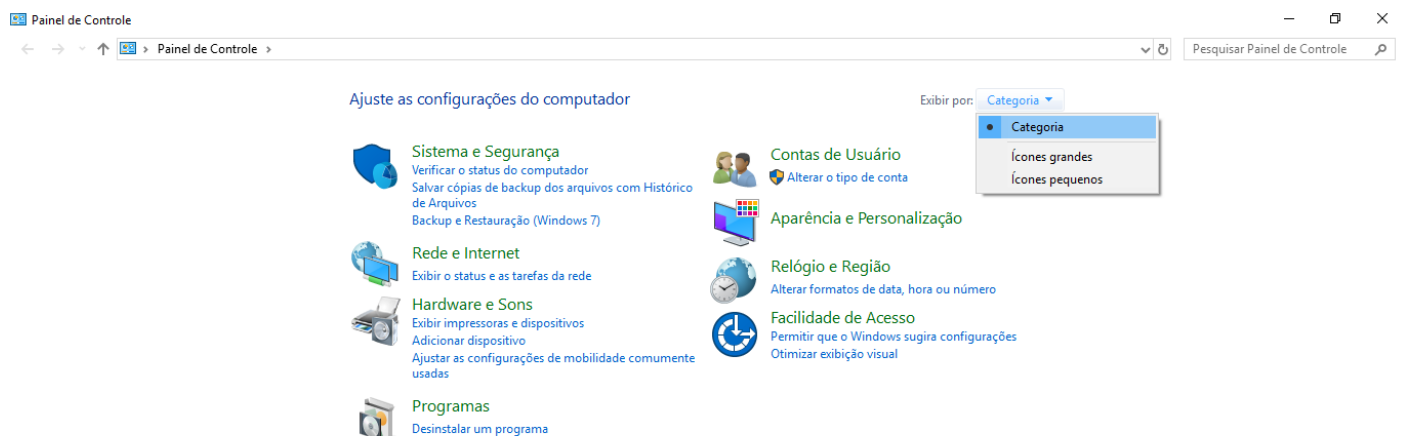 Painel de Controle
Painel de Controle
Pesquisar Painel de Controle
Ajuste as configurações do computador
Exibir por:
Categoria
Categoria
Ícones grandes
Ícones pequenos
Sistema e Segurança
Verificar o status do computador
Salvar cópias de backup dos arquivos com Histórico
de Arquivos
Backup e Restauração (Windows 7)
Rede e Internet
Exibir o status e as tarefas da rede
Hardware e Sons
Exibir impressoras e dispositivos
Adicionar dispositivo
Ajustar as configurações de mobilidade comumente
usadas
Programas
Desinstalar um programa
Contas de Usuário
Alterar o tipo de conta
Aparência e Personalização
Relógio e Região
Alterar formatos de data, hora ou número
Facilidade de Acesso
Permitir que o Windows sugira configurações
Otimizar exibição visual